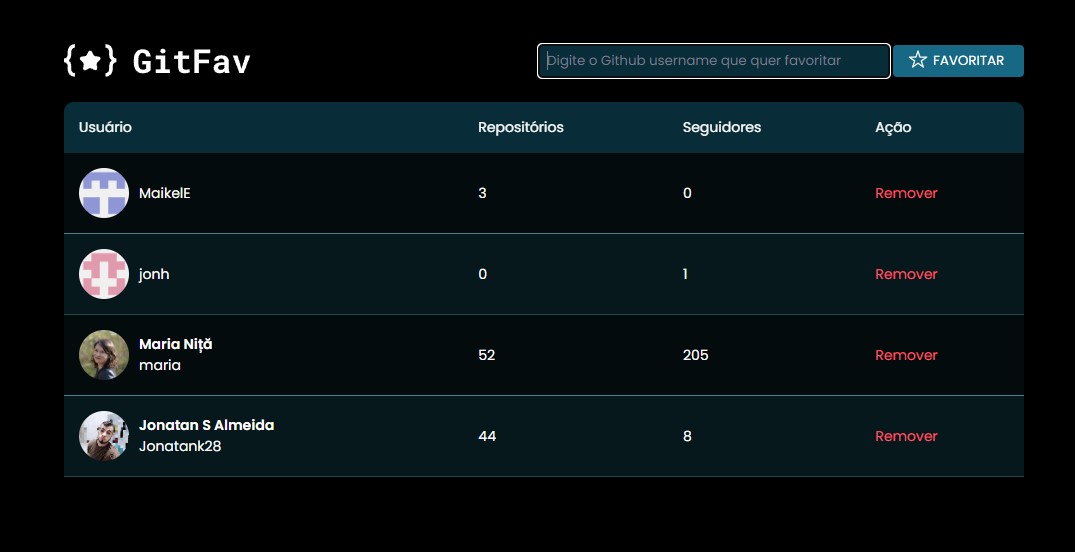 {★} GitFav
Digite o Github username que quer favoritar
FAVORITAR
Usuário Repositórios Seguidores Ação
MaikelE 3 0 Remover
jonh 0 1 Remover
Maria Niță
maria 52 205 Remover
Jonatan S Almeida
Jonatank28 44 8 Remover